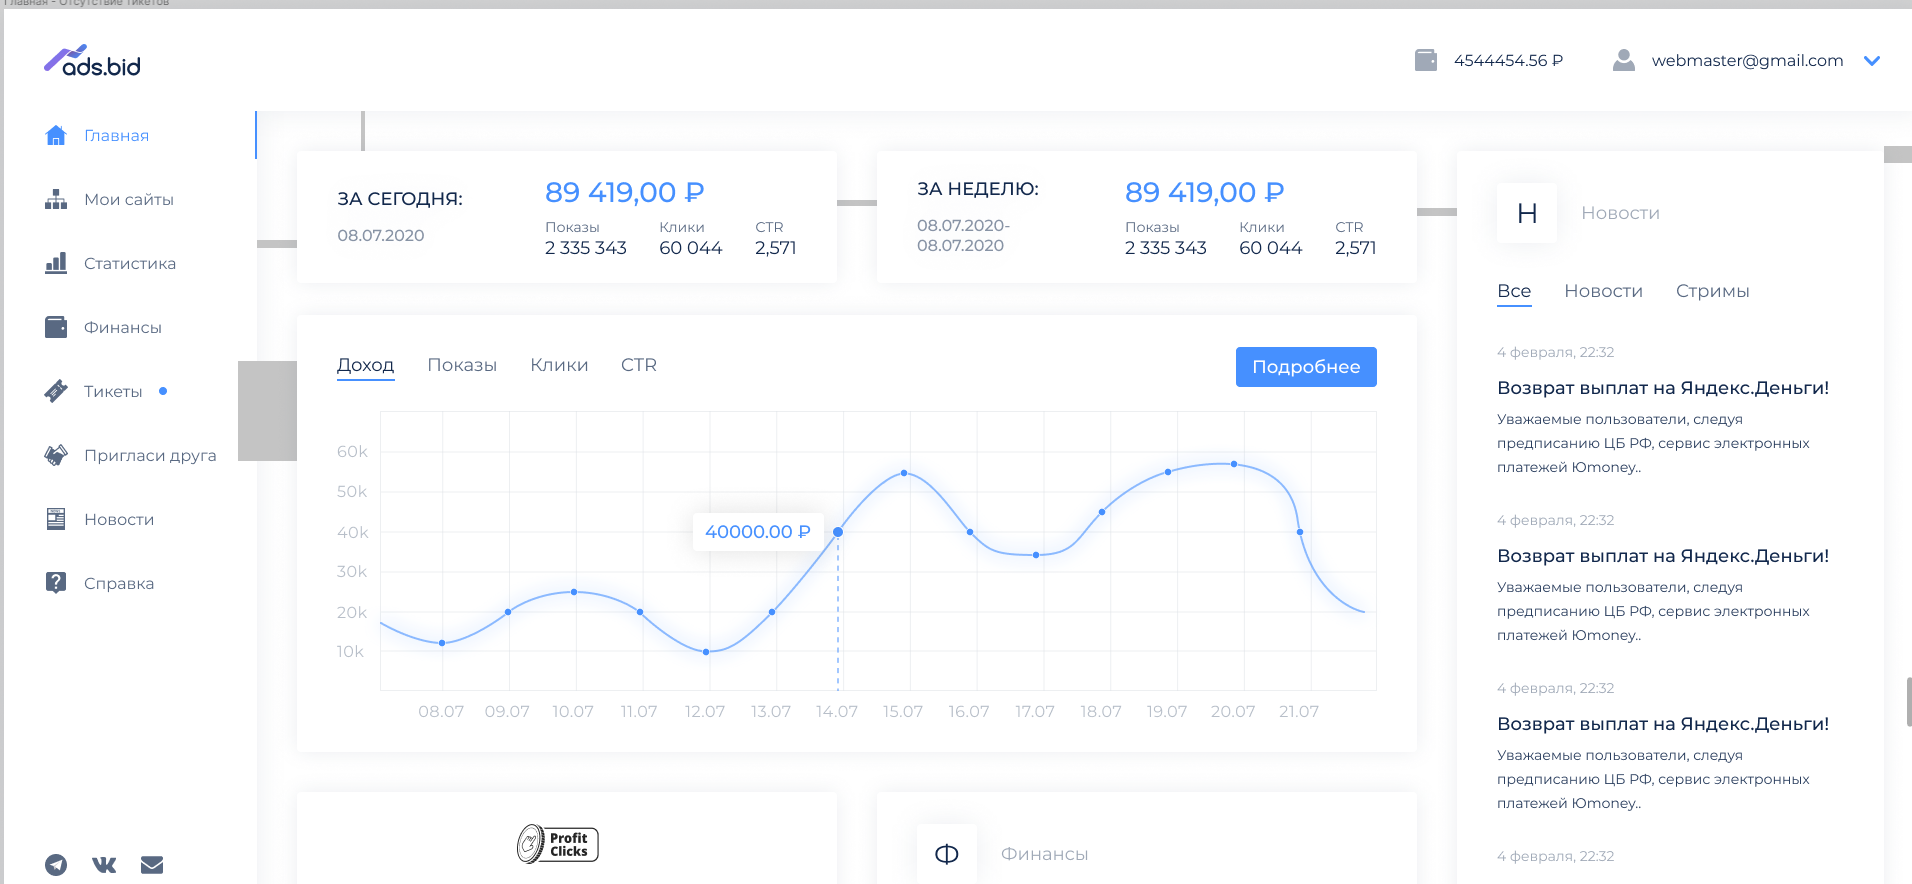 Главная - Отсутствие тикетов
ads.bid
4544454.56 ₽
webmaster@gmail.com
Главная
Мои сайты
Статистика
Финансы
Тикеты
Пригласи друга
Новости
Справка
ЗА СЕГОДНЯ:
08.07.2020
89 419,00 ₽
Показы Клики CTR
2 335 343 60 044 2,571
ЗА НЕДЕЛЮ:
08.07.2020-
08.07.2020
89 419,00 ₽
Показы Клики CTR
2 335 343 60 044 2,571
Доход Показы Клики CTR
Подробнее
60k
50k
40k
30k
20k
10k
40000.00 ₽
08.07 09.07 10.07 11.07 12.07 13.07 14.07 15.07 16.07 17.07 18.07 19.07 20.07 21.07
Profit
Clicks
Ф
Финансы
Н
Новости
Все Новости Стримы
4 февраля, 22:32
Возврат выплат на Яндекс.Деньги!
Уважаемые пользователи, следуя
предписанию ЦБ РФ, сервис электронных
платежей Юmoney..
4 февраля, 22:32
Возврат выплат на Яндекс.Деньги!
Уважаемые пользователи, следуя
предписанию ЦБ РФ, сервис электронных
платежей Юmoney..
4 февраля, 22:32
Возврат выплат на Яндекс.Деньги!
Уважаемые пользователи, следуя
предписанию ЦБ РФ, сервис электронных
платежей Юmoney..
4 февраля, 22:32